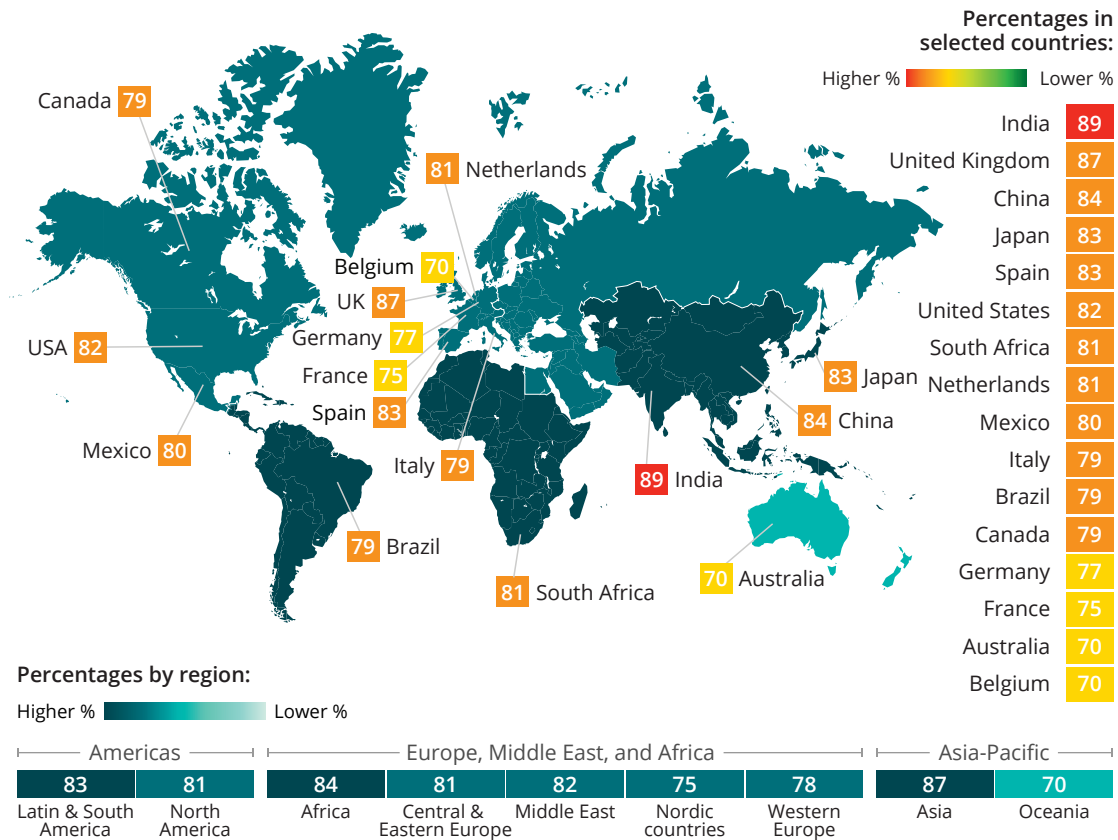 Percentages in
selected countries:
Higher %
Lower %
Canada 79
81 Netherlands
Belgium 70
UK 87
Germany 77
France 75
Spain 83
USA 82
Mexico 80
Italy 79
79 Brazil
81 South Africa
89 India
83 Japan
84 China
70 Australia
India 89
United Kingdom 87
China 84
Japan 83
Spain 83
United States 82
South Africa 81
Netherlands 81
Mexico 80
Italy 79
Brazil 79
Canada 79
Germany 77
France 75
Australia 70
Belgium 70
Percentages by region:
Higher %
Lower %
Americas
83
Latin & South
America
81
North
America
Europe, Middle East, and Africa
84
Africa
81
Central &
Eastern Europe
82
Middle East
75
Nordic
countries
78
Western
Europe
Asia-Pacific
87
Asia
70
Oceania